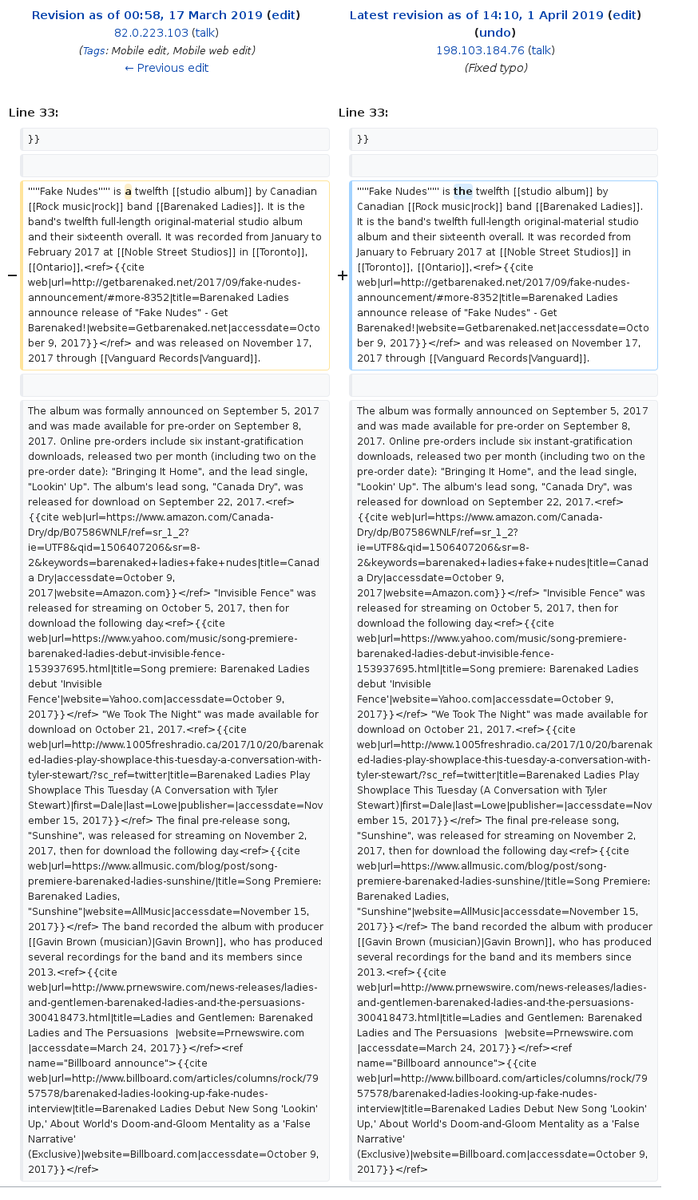 Revision as of 00:58, 17 March 2019 (edit)
82.0.223.103 (talk)
(Tags: Mobile edit, Mobile web edit)
← Previous edit
Latest revision as of 14:10, 1 April 2019 (edit)
(undo)
198.103.184.76 (talk)
(Fixed typo)
Line 33:
Line 33:
}}
}}
−
'''''Fake Nudes''''' is a twelfth [[studio album]] by Canadian
[[Rock music|rock]] band [[Barenaked Ladies]]. It is the
band's twelfth full-length original-material studio album
and their sixteenth overall. It was recorded from January to
February 2017 at [[Noble Street Studios]] in [[Toronto]],
[[Ontario]],<ref>{{cite
web|url=http://getbarenaked.net/2017/09/fake-nudes-
announcement/#more-8352|title=Barenaked Ladies
announce release of "Fake Nudes" - Get
Barenaked!|website=Getbarenaked.net|accessdate=Octo
ber 9, 2017}}</ref> and was released on November 17,
2017 through [[Vanguard Records|Vanguard]].
+
'''''Fake Nudes''''' is the twelfth [[studio album]] by
Canadian [[Rock music|rock]] band [[Barenaked Ladies]].
It is the band's twelfth full-length original-material studio
album and their sixteenth overall. It was recorded from
January to February 2017 at [[Noble Street Studios]] in
[[Toronto]], [[Ontario]],<ref>{{cite
web|url=http://getbarenaked.net/2017/09/fake-nudes-
announcement/#more-8352|title=Barenaked Ladies
announce release of "Fake Nudes" - Get
Barenaked!|website=Getbarenaked.net|accessdate=Octo
ber 9, 2017}}</ref> and was released on November 17,
2017 through [[Vanguard Records|Vanguard]].
The album was formally announced on September 5, 2017
and was made available for pre-order on September 8,
2017. Online pre-orders include six instant-gratification
downloads, released two per month (including two on the
pre-order date): "Bringing It Home", and the lead single,
"Lookin' Up". The album's lead song, "Canada Dry", was
released for download on September 22, 2017.<ref>
{{cite web|url=https://www.amazon.com/Canada-
Dry/dp/B07586WNLF/ref=sr_1_2?
ie=UTF8&qid=1506407206&sr=8-
2&keywords=barenaked+ladies+fake+nudes|title=Canad
a Dry|accessdate=October 9,
2017|website=Amazon.com}}</ref> "Invisible Fence" was
released for streaming on October 5, 2017, then for
download the following day.<ref>{{cite
web|url=https://www.yahoo.com/music/song-premiere-
barenaked-ladies-debut-invisible-fence-
153937695.html|title=Song premiere: Barenaked Ladies
debut 'Invisible
Fence'|website=Yahoo.com|accessdate=October 9,
2017}}</ref> "We Took The Night" was made available for
download on October 21, 2017.<ref>{{cite
web|url=http://www.1005freshradio.ca/2017/10/20/barenak
ed-ladies-play-showplace-this-tuesday-a-conversation-with-
tyler-stewart/?sc_ref=twitter|title=Barenaked Ladies Play
Showplace This Tuesday (A Conversation with Tyler
Stewart)|first=Dale|last=Lowe|publisher=|accessdate=Nov
ember 15, 2017}}</ref> The final pre-release song,
"Sunshine", was released for streaming on November 2,
2017, then for download the following day.<ref>{{cite
web|url=https://www.allmusic.com/blog/post/song-
premiere-barenaked-ladies-sunshine/|title=Song Premiere:
Barenaked Ladies,
"Sunshine"|website=AllMusic|accessdate=November 15,
2017}}</ref> The band recorded the album with producer
[[Gavin Brown (musician)|Gavin Brown]], who has produced
several recordings for the band and its members since
2013.<ref>{{cite
web|url=http://www.prnewswire.com/news-releases/ladies-
and-gentlemen-barenaked-ladies-and-the-persuasions-
300418473.html|title=Ladies and Gentlemen: Barenaked
Ladies and The Persuasions  |website=Prnewswire.com
|accessdate=March 24, 2017}}</ref><ref
name="Billboard announce">{{cite
web|url=http://www.billboard.com/articles/columns/rock/79
57578/barenaked-ladies-looking-up-fake-nudes-
interview|title=Barenaked Ladies Debut New Song 'Lookin'
Up,' About World's Doom-and-Gloom Mentality as a 'False
Narrative'
(Exclusive)|website=Billboard.com|accessdate=October 9,
2017}}</ref>
The album was formally announced on September 5, 2017
and was made available for pre-order on September 8,
2017. Online pre-orders include six instant-gratification
downloads, released two per month (including two on the
pre-order date): "Bringing It Home", and the lead single,
"Lookin' Up". The album's lead song, "Canada Dry", was
released for download on September 22, 2017.<ref>
{{cite web|url=https://www.amazon.com/Canada-
Dry/dp/B07586WNLF/ref=sr_1_2?
ie=UTF8&qid=1506407206&sr=8-
2&keywords=barenaked+ladies+fake+nudes|title=Canad
a Dry|accessdate=October 9,
2017|website=Amazon.com}}</ref> "Invisible Fence" was
released for streaming on October 5, 2017, then for
download the following day.<ref>{{cite
web|url=https://www.yahoo.com/music/song-premiere-
barenaked-ladies-debut-invisible-fence-
153937695.html|title=Song premiere: Barenaked Ladies
debut 'Invisible
Fence'|website=Yahoo.com|accessdate=October 9,
2017}}</ref> "We Took The Night" was made available for
download on October 21, 2017.<ref>{{cite
web|url=http://www.1005freshradio.ca/2017/10/20/barenak
ed-ladies-play-showplace-this-tuesday-a-conversation-with-
tyler-stewart/?sc_ref=twitter|title=Barenaked Ladies Play
Showplace This Tuesday (A Conversation with Tyler
Stewart)|first=Dale|last=Lowe|publisher=|accessdate=Nov
ember 15, 2017}}</ref> The final pre-release song,
"Sunshine", was released for streaming on November 2,
2017, then for download the following day.<ref>{{cite
web|url=https://www.allmusic.com/blog/post/song-
premiere-barenaked-ladies-sunshine/|title=Song Premiere:
Barenaked Ladies,
"Sunshine"|website=AllMusic|accessdate=November 15,
2017}}</ref> The band recorded the album with producer
[[Gavin Brown (musician)|Gavin Brown]], who has produced
several recordings for the band and its members since
2013.<ref>{{cite
web|url=http://www.prnewswire.com/news-releases/ladies-
and-gentlemen-barenaked-ladies-and-the-persuasions-
300418473.html|title=Ladies and Gentlemen: Barenaked
Ladies and The Persuasions  |website=Prnewswire.com
|accessdate=March 24, 2017}}</ref><ref
name="Billboard announce">{{cite
web|url=http://www.billboard.com/articles/columns/rock/79
57578/barenaked-ladies-looking-up-fake-nudes-
interview|title=Barenaked Ladies Debut New Song 'Lookin'
Up,' About World's Doom-and-Gloom Mentality as a 'False
Narrative'
(Exclusive)|website=Billboard.com|accessdate=October 9,
2017}}</ref>